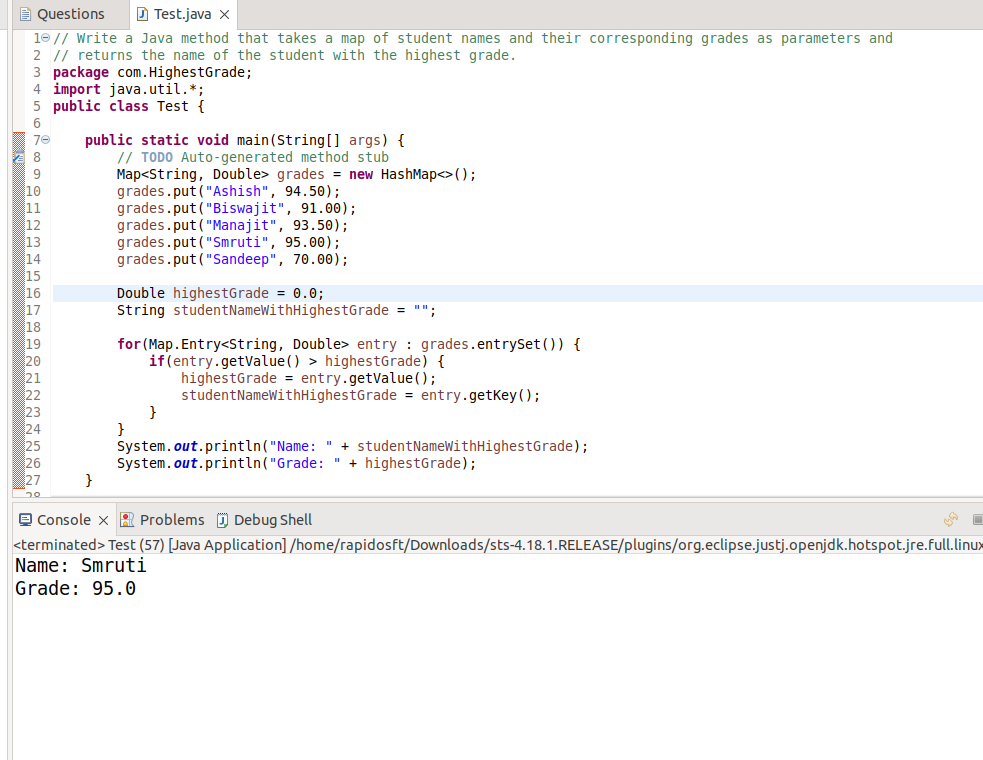 Questions Test.java
1 // Write a Java method that takes a map of student names and their corresponding grades as parameters and
2 // returns the name of the student with the highest grade.
3 package com.HighestGrade;
4 import java.util.*;
5 public class Test {
6
7 public static void main(String[] args) {
8 // TODO Auto-generated method stub
9 Map<String, Double> grades = new HashMap<>();
10 grades.put("Ashish", 94.50);
11 grades.put("Biswajit", 91.00);
12 grades.put("Manajit", 93.50);
13 grades.put("Smruti", 95.00);
14 grades.put("Sandeep", 70.00);
15
16 Double highestGrade = 0.0;
17 String studentNameWithHighestGrade = "";
18
19 for(Map.Entry<String, Double> entry : grades.entrySet()) {
20 if(entry.getValue() > highestGrade) {
21 highestGrade = entry.getValue();
22 studentNameWithHighestGrade = entry.getKey();
23 }
24 }
25 System.out.println("Name: " + studentNameWithHighestGrade);
26 System.out.println("Grade: " + highestGrade);
27 }
28
Console Problems Debug Shell
<terminated> Test (57) [Java Application] /home/rapidosft/Downloads/sts-4.18.1.RELEASE/plugins/org.eclipse.justj.openjdk.hotspot.jre.full.linux
Name: Smruti
Grade: 95.0